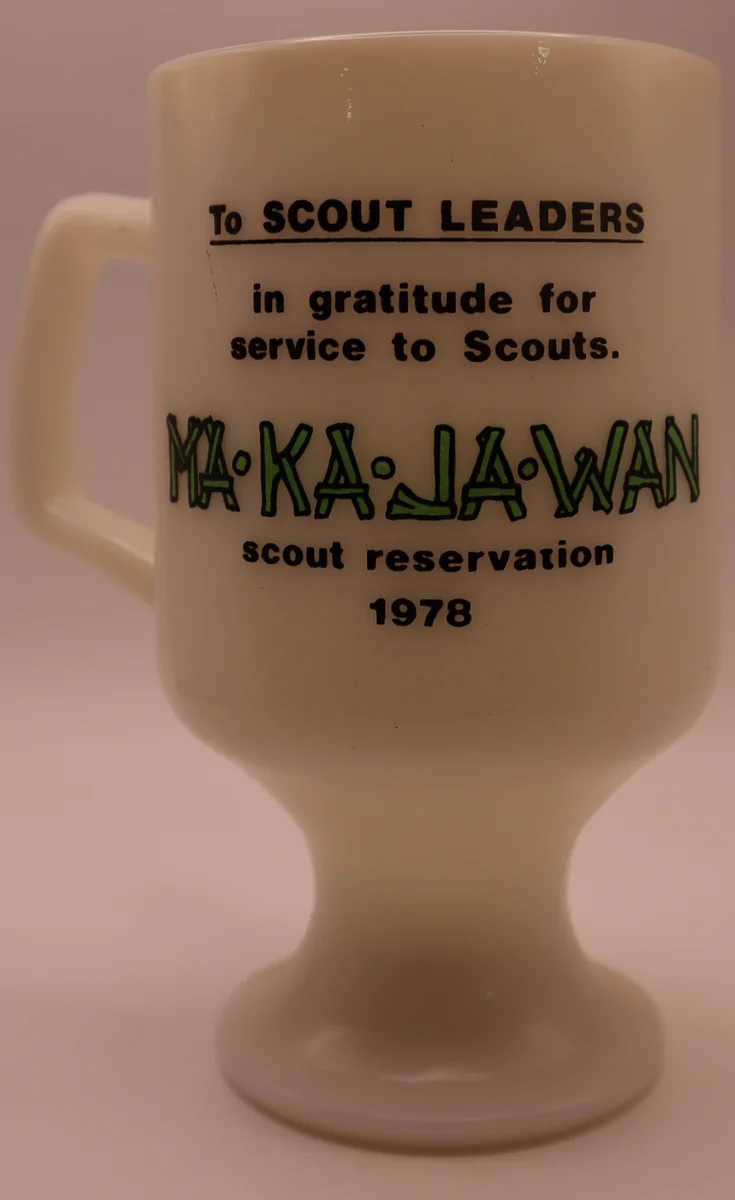 To SCOUT LEADERS
in gratitude for
service to Scouts.
MA·KA·JA·WAN
scout reservation
1978